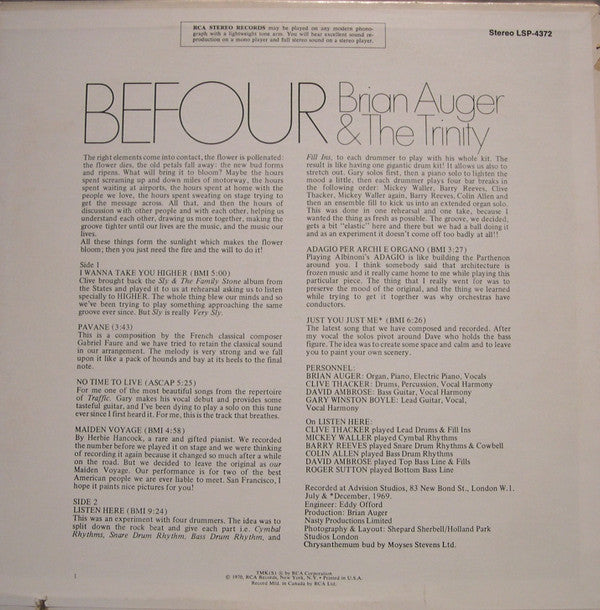 RCA STEREO RECORDS may be played on any modern phono-
graph with a lightweight tone arm. You will hear excellent sound re-
production on a mono player and full stereo sound on a stereo player.
Stereo LSP-4372
BEFOUR Brian Auger
& The Trinity
The right elements come into contact, the flower is pollenated:
the flower dies, the old petals fall away: the new bud forms
and ripens. What will bring it to bloom? Maybe the hours
spent screaming up and down miles of motorway, the hours
spent waiting at airports, the hours spent at home with the
people we love, the hours spent sweating on stage trying to
get the message across. All that, and then the hours of
discussion with other people and with each other, helping us
understand each other, drawing us more together, making the
groove tighter until our lives are the music, and the music our
lives.
All these things form the sunlight which makes the flower
bloom; then you just need the fire and the will to do it!
Side 1
I WANNA TAKE YOU HIGHER (BMI 5:00)
Clive brought back the Sly & The Family Stone album from
the States and played it to us at rehearsal asking us to listen
specially to HIGHER. The whole thing blew our minds and so
we've been trying to play something approaching the same
groove ever since. But Sly is really Very Sly.
PAVANE (3:43)
This is a composition by the French classical composer
Gabriel Faure and we have tried to retain the classical sound
in our arrangement. The melody is very strong and we fall
upon it like a pack of hounds and bay at its heels to the final
note.
NO TIME TO LIVE (ASCAP 5:25)
For me one of the most beautiful songs from the repertoire
of Traffic. Gary makes his vocal debut and provides some
tasteful guitar, and I've been dying to play a solo on this tune
ever since I first heard it. For me, this is the track that breathes.
MAIDEN VOYAGE (BMI 4:58)
By Herbie Hancock, a rare and gifted pianist. We recorded
the number before we played it on stage and we were thinking
of recording it again because it changed so much after a while
on the road. But we decided to leave the original as our
Maiden Voyage. Our performance is for two of the best
American people we are ever liable to meet. San Francisco, I
hope it paints nice pictures for you!
SIDE 2
LISTEN HERE (BMI 9:24)
This was an experiment with four drummers. The idea was to
split down the rock beat and give each part i.e. Cymbal
Rhythms, Snare Drum Rhythm, Bass Drum Rhythm, and
Fill Ins, to each drummer to play with his whole kit. The
result is like having one gigantic drum kit! It allows us also to
stretch out. Gary solos first, then a piano solo to lighten the
mood a little, then each drummer plays four bar breaks in
the following order: Mickey Waller, Barry Reeves, Clive
Thacker, Mickey Waller again, Barry Reeves, Colin Allen and
then an ensemble fill to kick us into an extended organ solo.
This was done in one rehearsal and one take, because I
wanted the thing as fresh as possible. The groove, we decided,
gets a bit "elastic" here and there but we had a ball doing it
and as an experiment it doesn't come off too badly at all!!
ADAGIO PER ARCHI E ORGANO (BMI 3:27)
Playing Albinoni's ADAGIO is like building the Parthenon
around you. I think somebody said that architecture is
frozen music and it really came home to me while playing this
particular piece. The thing that I really went for was to
preserve the mood of the original, and the thing we learned
while trying to get it together was why orchestras have
conductors.
JUST YOU JUST ME* (BMI 6:26)
The latest song that we have composed and recorded. After
my vocal the solos pivot around Dave who holds the bass
figure. The idea was to create some space and calm and to leave
you to paint your own scenery.
PERSONNEL:
BRIAN AUGER: Organ, Piano, Electric Piano, Vocals
CLIVE THACKER: Drums, Percussion, Vocal Harmony
DAVID AMBROSE: Bass Guitar, Vocal Harmony
GARY WINSTON BOYLE: Lead Guitar, Vocal,
Vocal Harmony
On LISTEN HERE:
CLIVE THACKER played Lead Drums & Fill Ins
MICKEY WALLER played Cymbal Rhythms
BARRY REEVES played Snare Drum Rhythms & Cowbell
COLIN ALLEN played Bass Drum Rhythms
DAVID AMBROSE played Top Bass Line & Fills
ROGER SUTTON played Bottom Bass Line
Recorded at Advision Studios, 83 New Bond St., London W.1.
July & *December, 1969.
Engineer: Eddy Offord
Production: Brian Auger
Nasty Productions Limited
Photography & Layout: Shepard Sherbell/Holland Park
Studios London
Chrysanthemum bud by Moyses Stevens Ltd.
1
TMK(S) ® by RCA Corporation
© 1970, RCA Records, New York, N.Y. • Printed in U.S.A.
Record Mfd. in Canada by RCA Ltd.